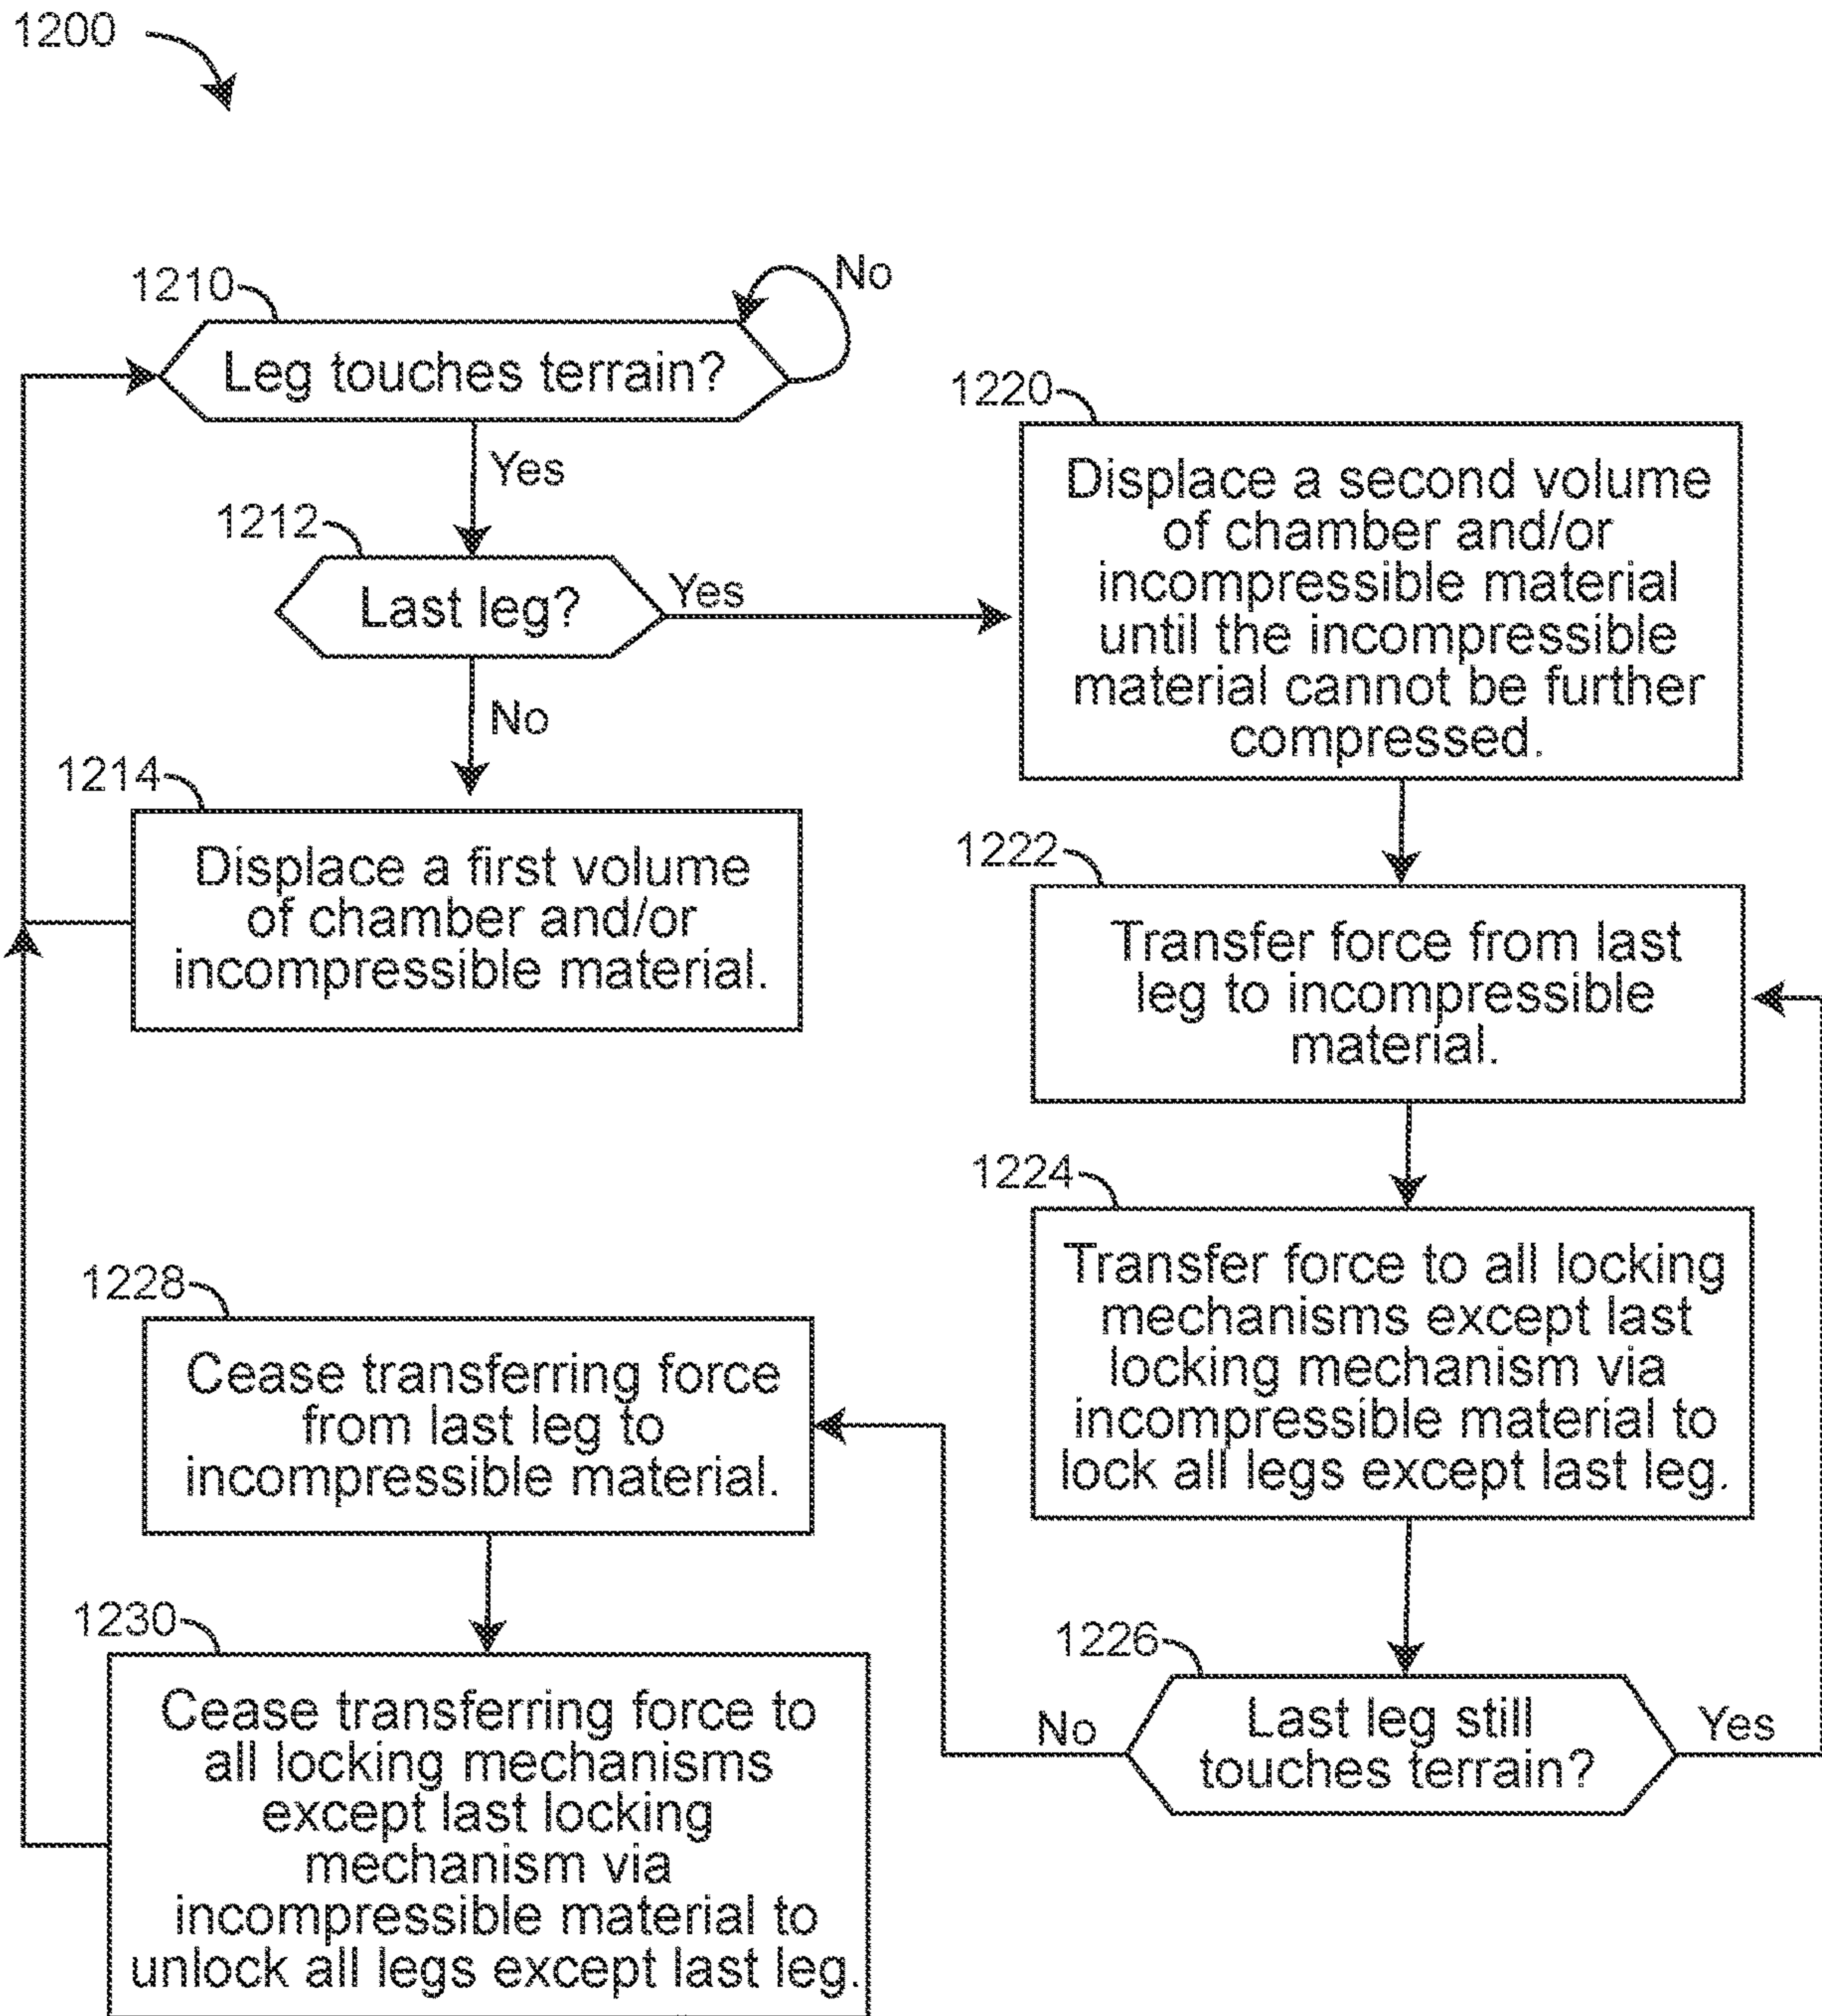 1200
1210
No
Leg touches terrain?
Yes
1212
Last leg?
Yes
No
1214
Displace a first volume
of chamber and/or
incompressible material.
1220
Displace a second volume
of chamber and/or
incompressible material
until the incompressible
material cannot be further
compressed.
1222
Transfer force from last
leg to incompressible
material.
1224
Transfer force to all locking
mechanisms except last
locking mechanism via
incompressible material to
lock all legs except last leg.
1226
Last leg still
touches terrain?
No
Yes
1228
Cease transferring force
from last leg to
incompressible material.
1230
Cease transferring force to
all locking mechanisms
except last locking
mechanism via
incompressible material to
unlock all legs except last leg.